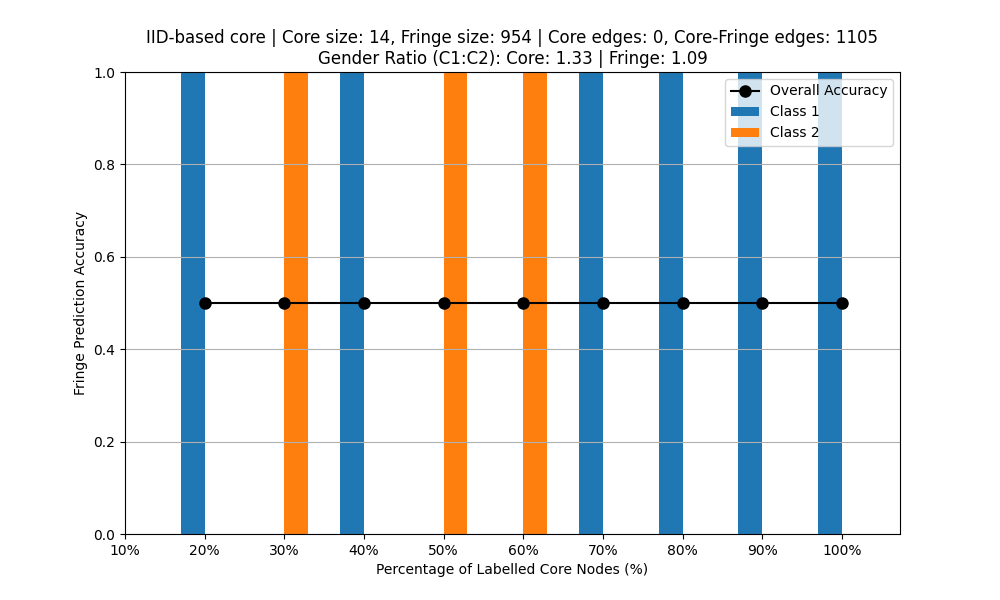 IID-based core | Core size: 14, Fringe size: 954 | Core edges: 0, Core-Fringe edges: 1105
Gender Ratio (C1:C2): Core: 1.33 | Fringe: 1.09
1.0
0.8
0.6
0.4
0.2
0.0
Fringe Prediction Accuracy
Overall Accuracy
Class 1
Class 2
10%
20%
30%
40%
50%
60%
70%
80%
90%
100%
Percentage of Labelled Core Nodes (%)